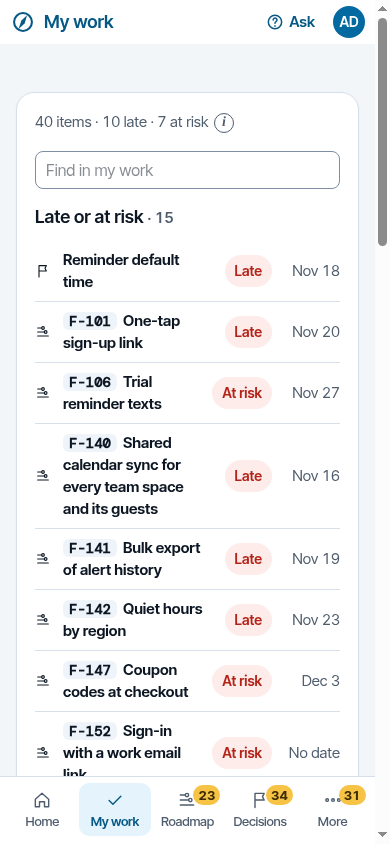 My work
Ask
AD
40 items · 10 late · 7 at risk i
Find in my work
Late or at risk · 15
Reminder default
time
Late
Nov 18
F-101 One-tap
sign-up link
Late
Nov 20
F-106 Trial
reminder texts
At risk
Nov 27
F-140 Shared
calendar sync for
every team space
and its guests
Late
Nov 16
F-141 Bulk export
of alert history
Late
Nov 19
F-142 Quiet hours
by region
Late
Nov 23
F-147 Coupon
codes at checkout
At risk
Dec 3
F-152 Sign-in
with a work email
link
At risk
No date
Home
My work
23
Roadmap
34
Decisions
31
More